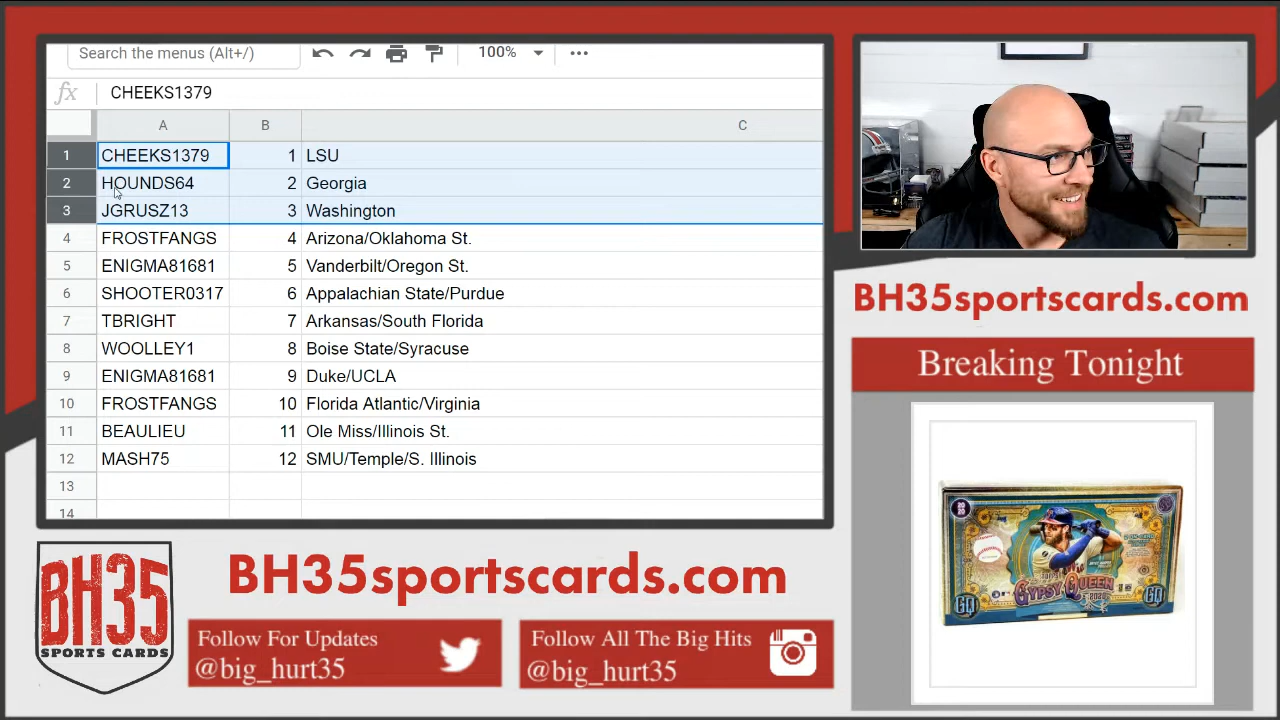 Search the menus (Alt+/)
100%
fx CHEEKS1379
A B C
1 CHEEKS1379 1 LSU
2 HOUNDS64 2 Georgia
3 JGRUSZ13 3 Washington
4 FROSTFANGS 4 Arizona/Oklahoma St.
5 ENIGMA81681 5 Vanderbilt/Oregon St.
6 SHOOTER0317 6 Appalachian State/Purdue
7 TBRIGHT 7 Arkansas/South Florida
8 WOOLLEY1 8 Boise State/Syracuse
9 ENIGMA81681 9 Duke/UCLA
10 FROSTFANGS 10 Florida Atlantic/Virginia
11 BEAULIEU 11 Ole Miss/Illinois St.
12 MASH75 12 SMU/Temple/S. Illinois
13
14
BH35sportscards.com
Breaking Tonight
GYPSY QUEEN
GQ
GQ
BH35
SPORTS CARDS
BH35sportscards.com
Follow For Updates
@big_hurt35
Follow All The Big Hits
@big_hurt35